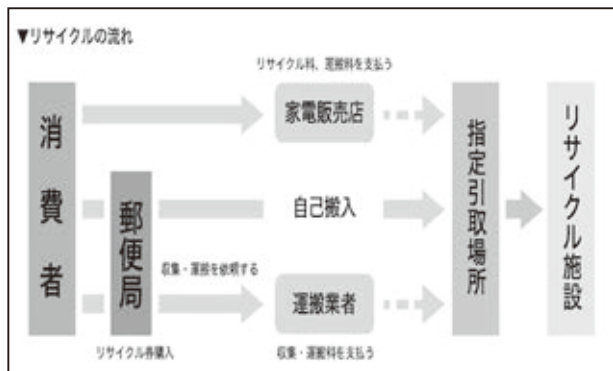 ▼リサイクルの流れ
リサイクル料、運搬料を支払う
消費者
家電販売店
郵便局
自己搬入
収集・運搬を依頼する
運搬業者
リサイクル券購入
収集・運搬料を支払う
指定引取場所
リサイクル施設